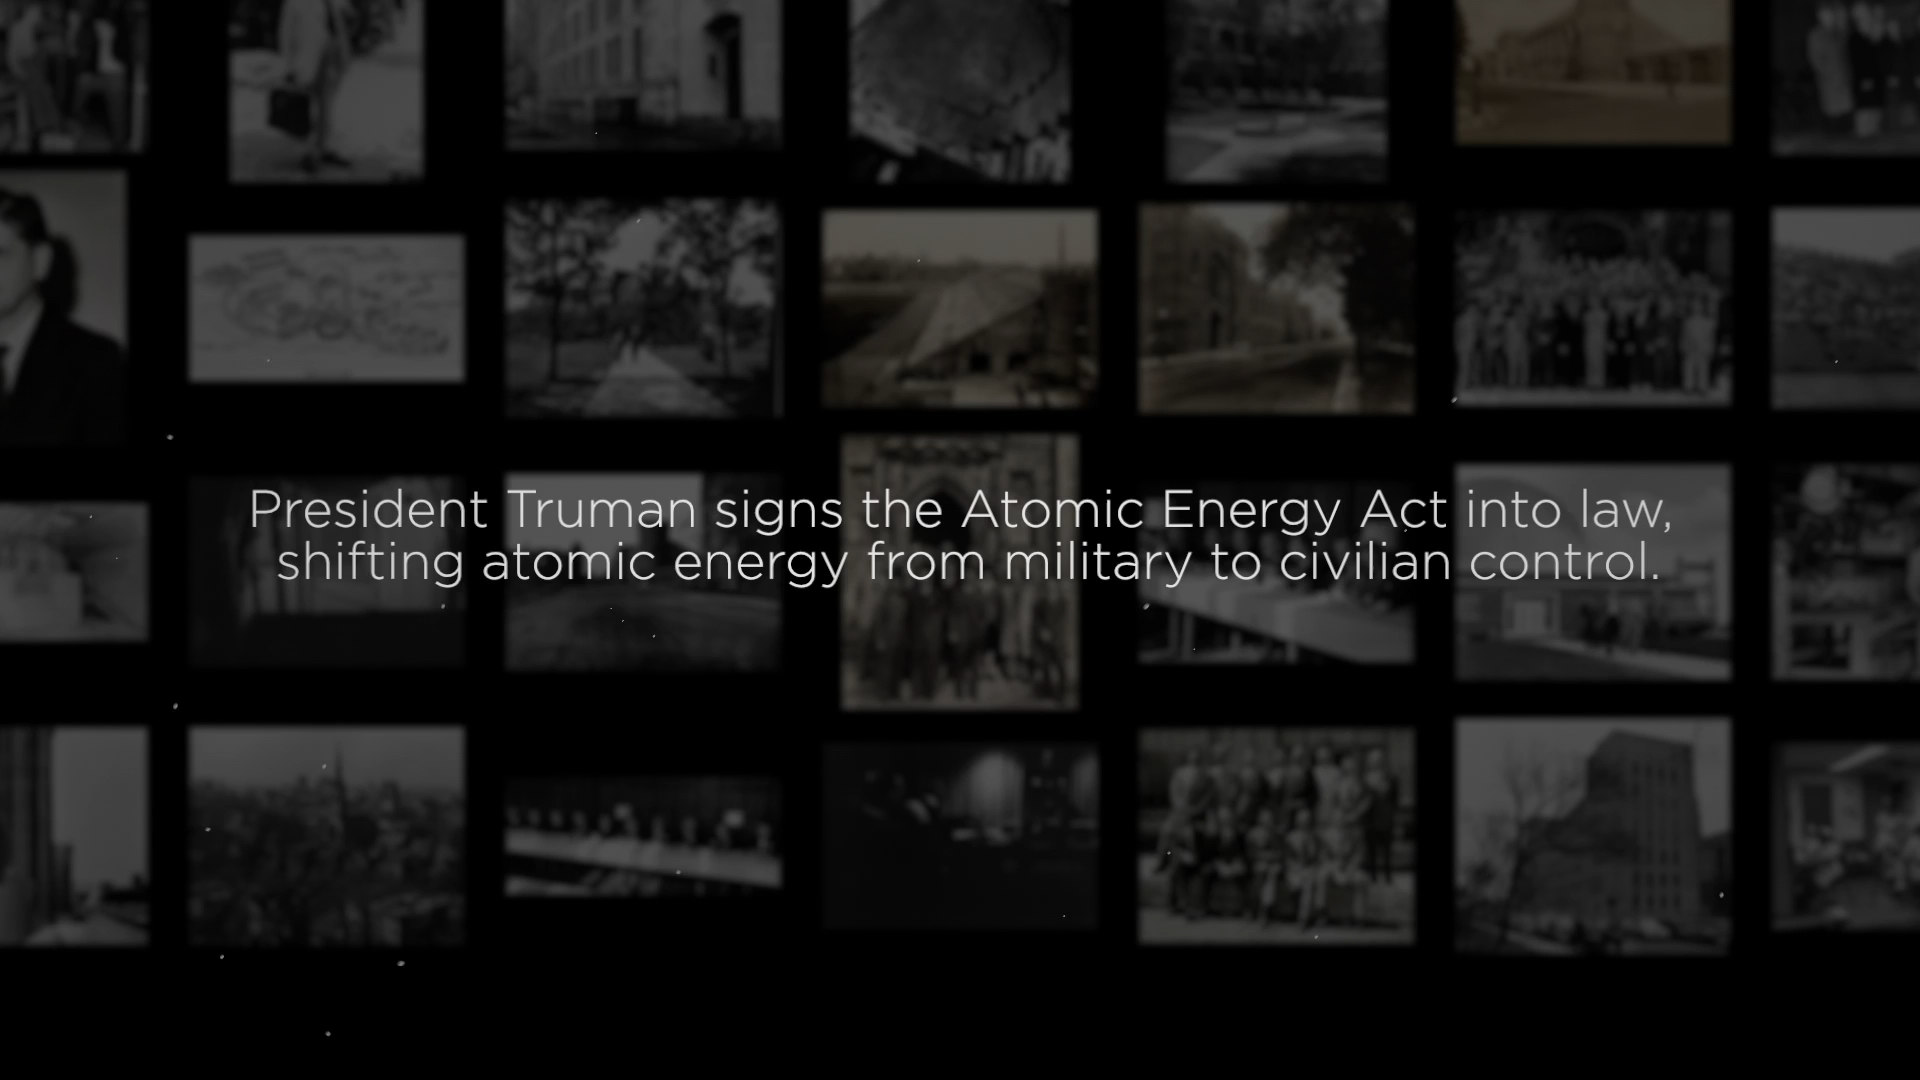 President Truman signs the Atomic Energy Act into law,
shifting atomic energy from military to civilian control.